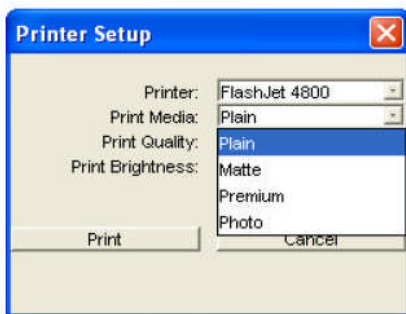 Printer Setup
Printer: FlashJet 4800
Print Media: Plain
Print Quality: Plain
Print Brightness: Matte
Premium
Photo
Print Cancel